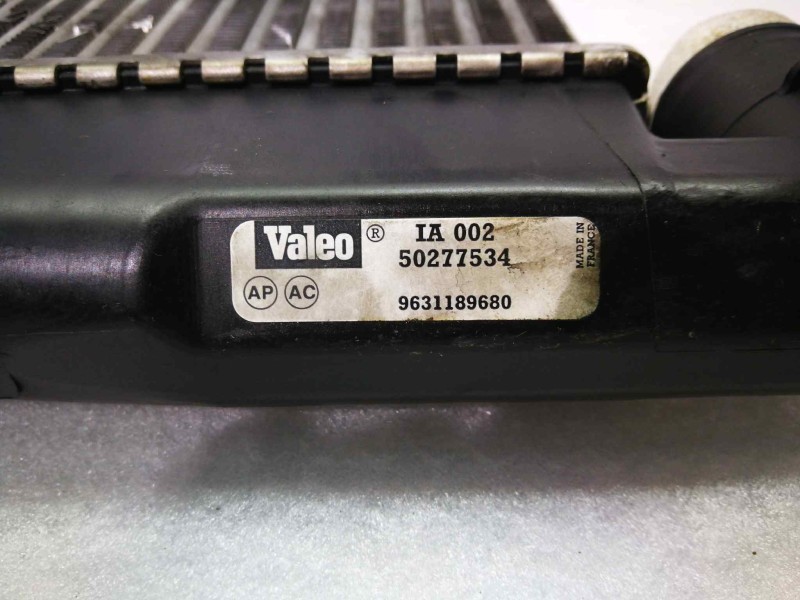 Valeo ® IA 002
50277534
AP AC 9631189680
MADE IN
FRANCE